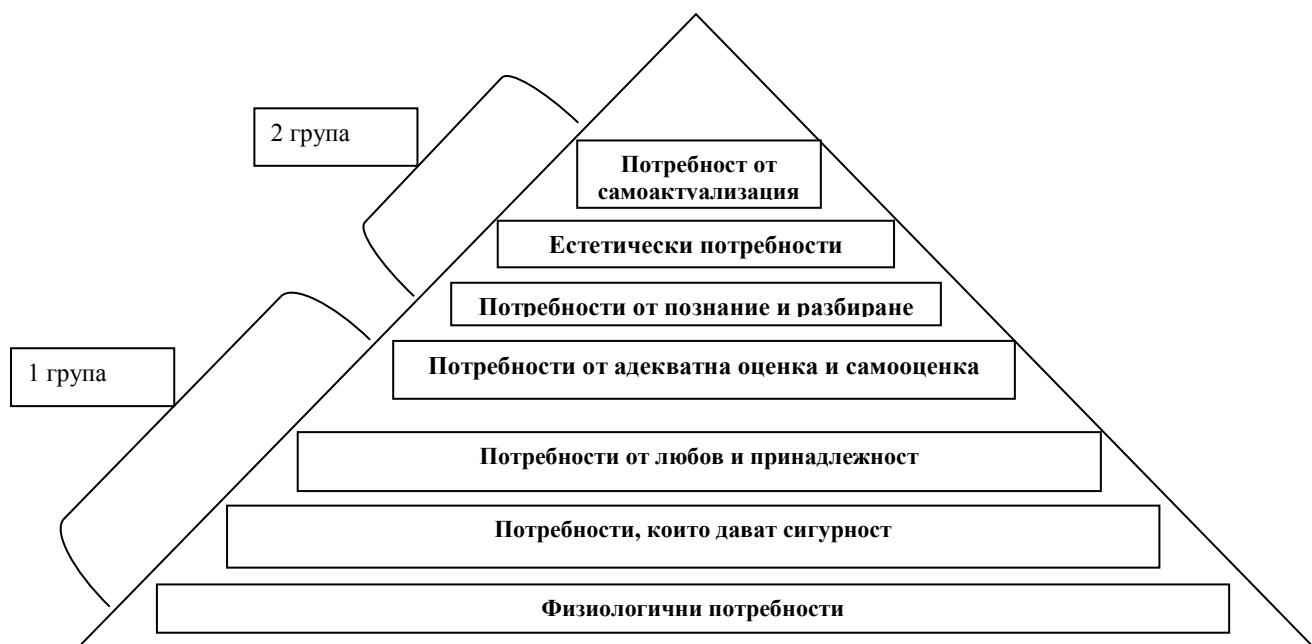 2 група
Потребност от
самоактуализация
Естетически потребности
Потребности от познание и разбиране
1 група
Потребности от адекватна оценка и самооценка
Потребности от любов и принадлежност
Потребности, които дават сигурност
Физиологични потребности